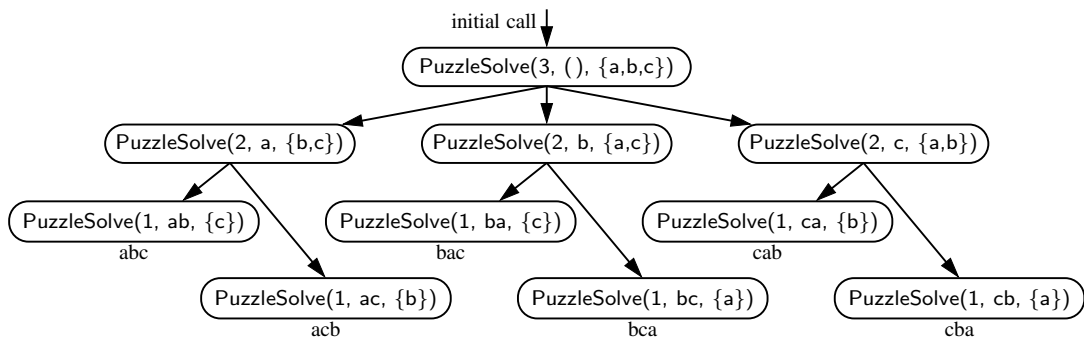 initial call
PuzzleSolve(3, ( ), {a,b,c})
PuzzleSolve(2, a, {b,c})
PuzzleSolve(2, b, {a,c})
PuzzleSolve(2, c, {a,b})
PuzzleSolve(1, ab, {c})
PuzzleSolve(1, ba, {c})
PuzzleSolve(1, ca, {b})
abc
bac
cab
PuzzleSolve(1, ac, {b})
PuzzleSolve(1, bc, {a})
PuzzleSolve(1, cb, {a})
acb
bca
cba